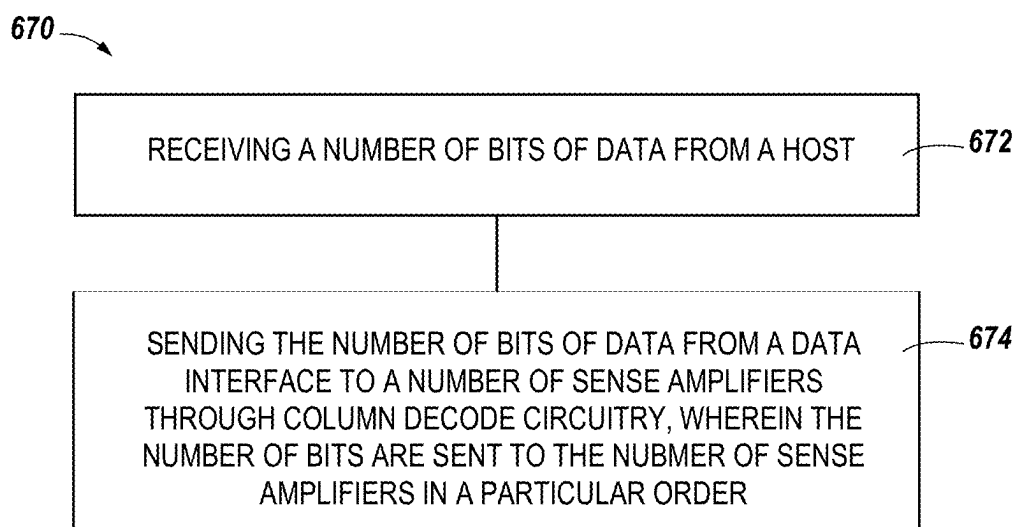 670
RECEIVING A NUMBER OF BITS OF DATA FROM A HOST
672
SENDING THE NUMBER OF BITS OF DATA FROM A DATA
INTERFACE TO A NUMBER OF SENSE AMPLIFIERS
THROUGH COLUMN DECODE CIRCUITRY, WHEREIN THE
NUMBER OF BITS ARE SENT TO THE NUBMER OF SENSE
AMPLIFIERS IN A PARTICULAR ORDER
674